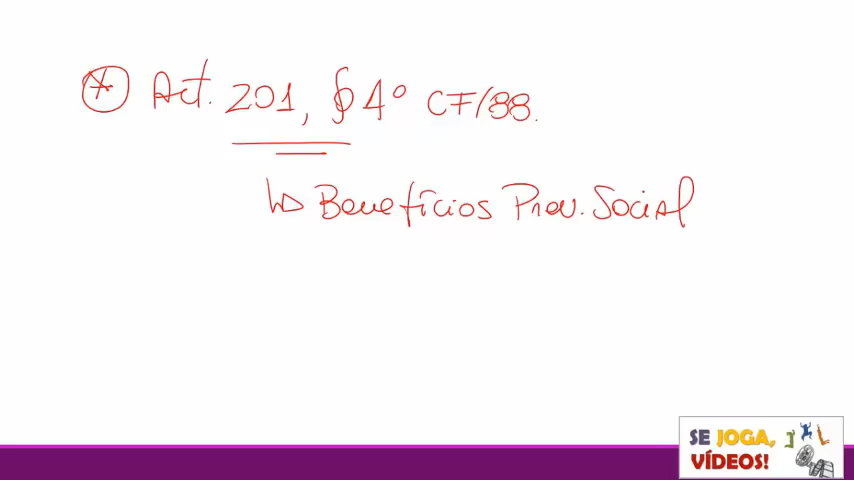 * Art. 201, § 4º CF/88.
↳ Benefícios Prev. Social
SE JOGA,
VÍDEOS!